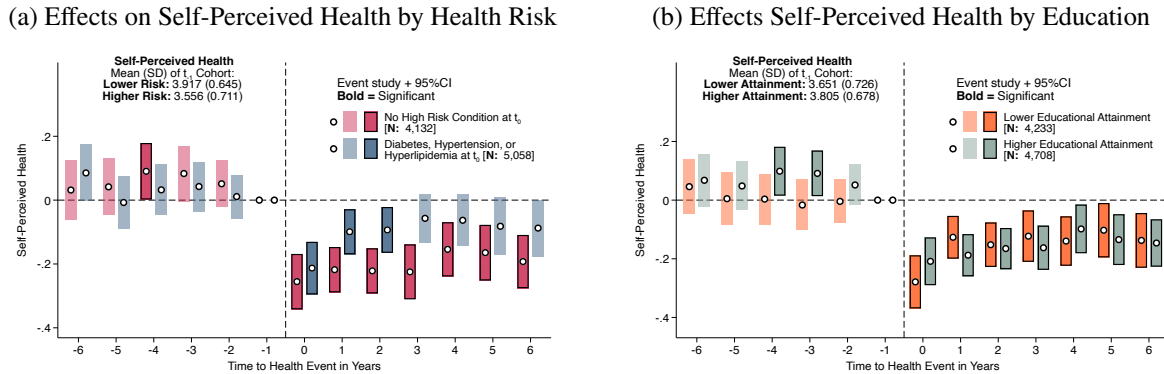 (a) Effects on Self-Perceived Health by Health Risk
Self-Perceived Health
Mean (SD) of t-1 Cohort:
Lower Risk: 3.917 (0.645)
Higher Risk: 3.556 (0.711)
Event study + 95%CI
Bold = Significant
No High Risk Condition at t0
[N: 4,132]
Diabetes, Hypertension, or
Hyperlipidemia at t0 [N: 5,058]
Self-Perceived Health
.2
0
-.2
-.4
-6 -5 -4 -3 -2 -1 0 1 2 3 4 5 6
Time to Health Event in Years
(b) Effects Self-Perceived Health by Education
Self-Perceived Health
Mean (SD) of t-1 Cohort:
Lower Attainment: 3.651 (0.726)
Higher Attainment: 3.805 (0.678)
Event study + 95%CI
Bold = Significant
Lower Educational Attainment
[N: 4,233]
Higher Educational Attainment
[N: 4,708]
Self-Perceived Health
.2
0
-.2
-.4
-6 -5 -4 -3 -2 -1 0 1 2 3 4 5 6
Time to Health Event in Years